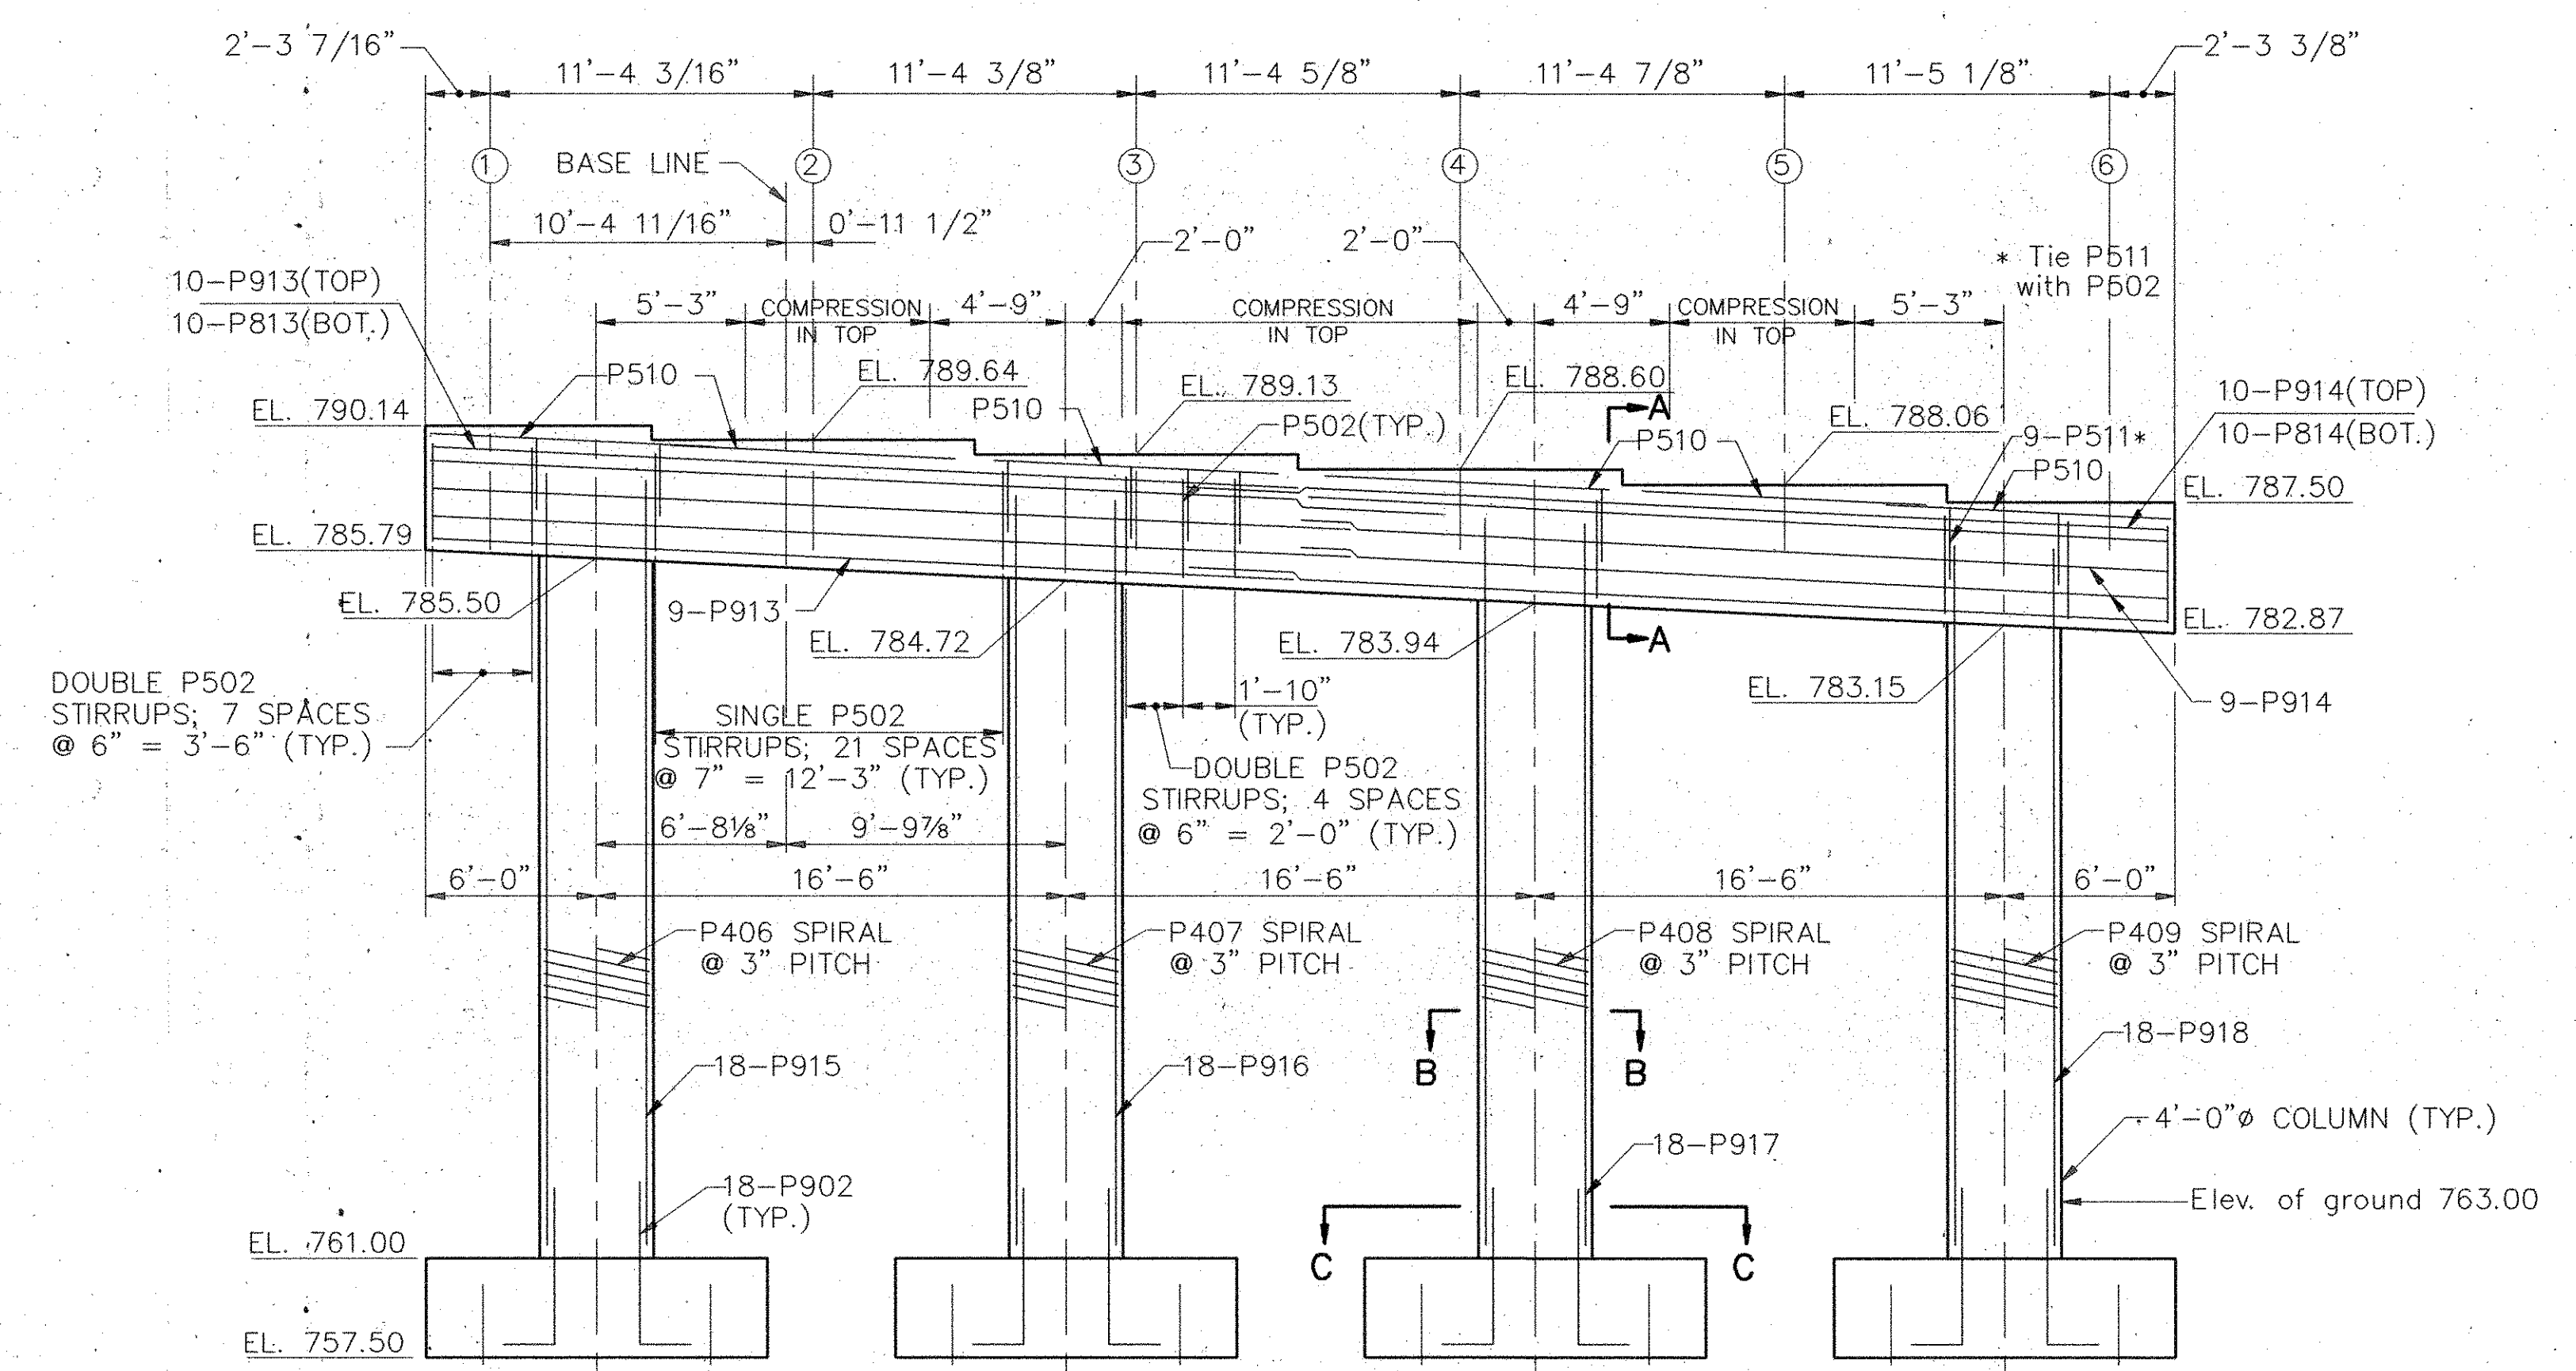 2'-3 7/16"
11'-4 3/16"
11'-4 3/8"
11'-4 5/8"
11'-4 7/8"
11'-5 1/8"
2'-3 3/8"
1
BASE LINE
2
3
4
5
6
10'-4 11/16"
0'-11 1/2"
2'-0"
2'-0"
* Tie P511
with P502
10-P913(TOP)
10-P813(BOT.)
5'-3"
COMPRESSION
IN TOP
4'-9"
COMPRESSION
IN TOP
4'-9"
COMPRESSION
IN TOP
5'-3"
P510
EL. 789.64
EL. 789.13
EL. 788.60
A
EL. 788.06
10-P914(TOP)
10-P814(BOT.)
EL. 790.14
P510
P502(TYP.)
P510
9-P511*
P510
EL. 787.50
EL. 785.79
EL. 785.50
9-P913
EL. 784.72
EL. 783.94
A
EL. 782.87
EL. 783.15
9-P914
DOUBLE P502
STIRRUPS; 7 SPACES
@ 6" = 3'-6" (TYP.)
SINGLE P502
STIRRUPS; 21 SPACES
@ 7" = 12'-3" (TYP.)
1'-10"
(TYP.)
DOUBLE P502
STIRRUPS; 4 SPACES
@ 6" = 2'-0" (TYP.)
6'-8⅛"
9'-9⅞"
6'-0"
16'-6"
16'-6"
16'-6"
6'-0"
P406 SPIRAL
@ 3" PITCH
P407 SPIRAL
@ 3" PITCH
P408 SPIRAL
@ 3" PITCH
P409 SPIRAL
@ 3" PITCH
B
B
18-P915
18-P916
18-P918
18-P917
4'-0"ø COLUMN (TYP.)
18-P902
(TYP.)
Elev. of ground 763.00
EL. 761.00
C
C
EL. 757.50